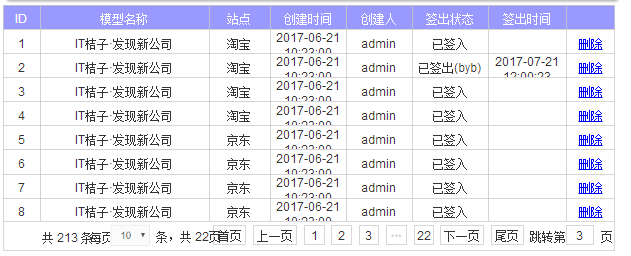 ID 模型名称 站点 创建时间 创建人 签出状态 签出时间
1 IT桔子-发现新公司 淘宝 2017-06-21 10:23:00 admin 已签入 删除
2 IT桔子-发现新公司 淘宝 2017-06-21 10:23:00 admin 已签出(byb) 2017-07-21 12:00:23 删除
3 IT桔子-发现新公司 淘宝 2017-06-21 10:23:00 admin 已签入 删除
4 IT桔子-发现新公司 淘宝 2017-06-21 10:23:00 admin 已签入 删除
5 IT桔子-发现新公司 京东 2017-06-21 10:23:00 admin 已签入 删除
6 IT桔子-发现新公司 京东 2017-06-21 10:23:00 admin 已签入 删除
7 IT桔子-发现新公司 京东 2017-06-21 10:23:00 admin 已签入 删除
8 IT桔子-发现新公司 京东 2017-06-21 10:23:00 admin 已签入 删除
共 213 条每页 10 条，共 22页 首页 上一页 1 2 3 ··· 22 下一页 尾页 跳转第 3 页